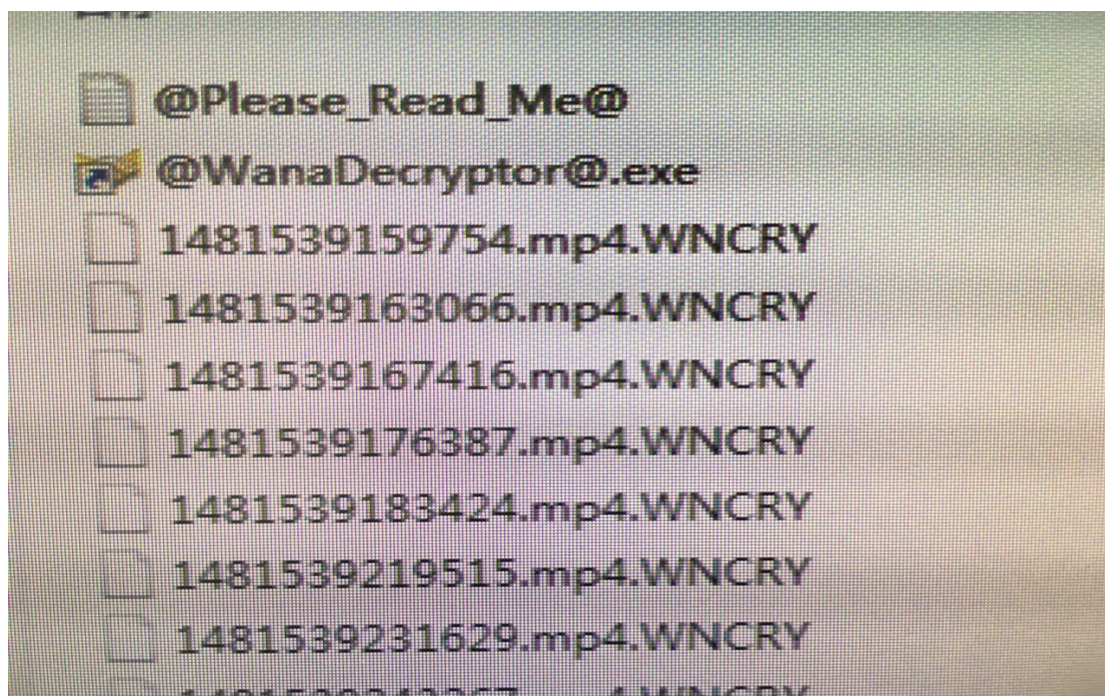 @Please_Read_Me@
@WanaDecryptor@.exe
1481539159754.mp4.WNCRY
1481539163066.mp4.WNCRY
1481539167416.mp4.WNCRY
1481539176387.mp4.WNCRY
1481539183424.mp4.WNCRY
1481539219515.mp4.WNCRY
1481539231629.mp4.WNCRY